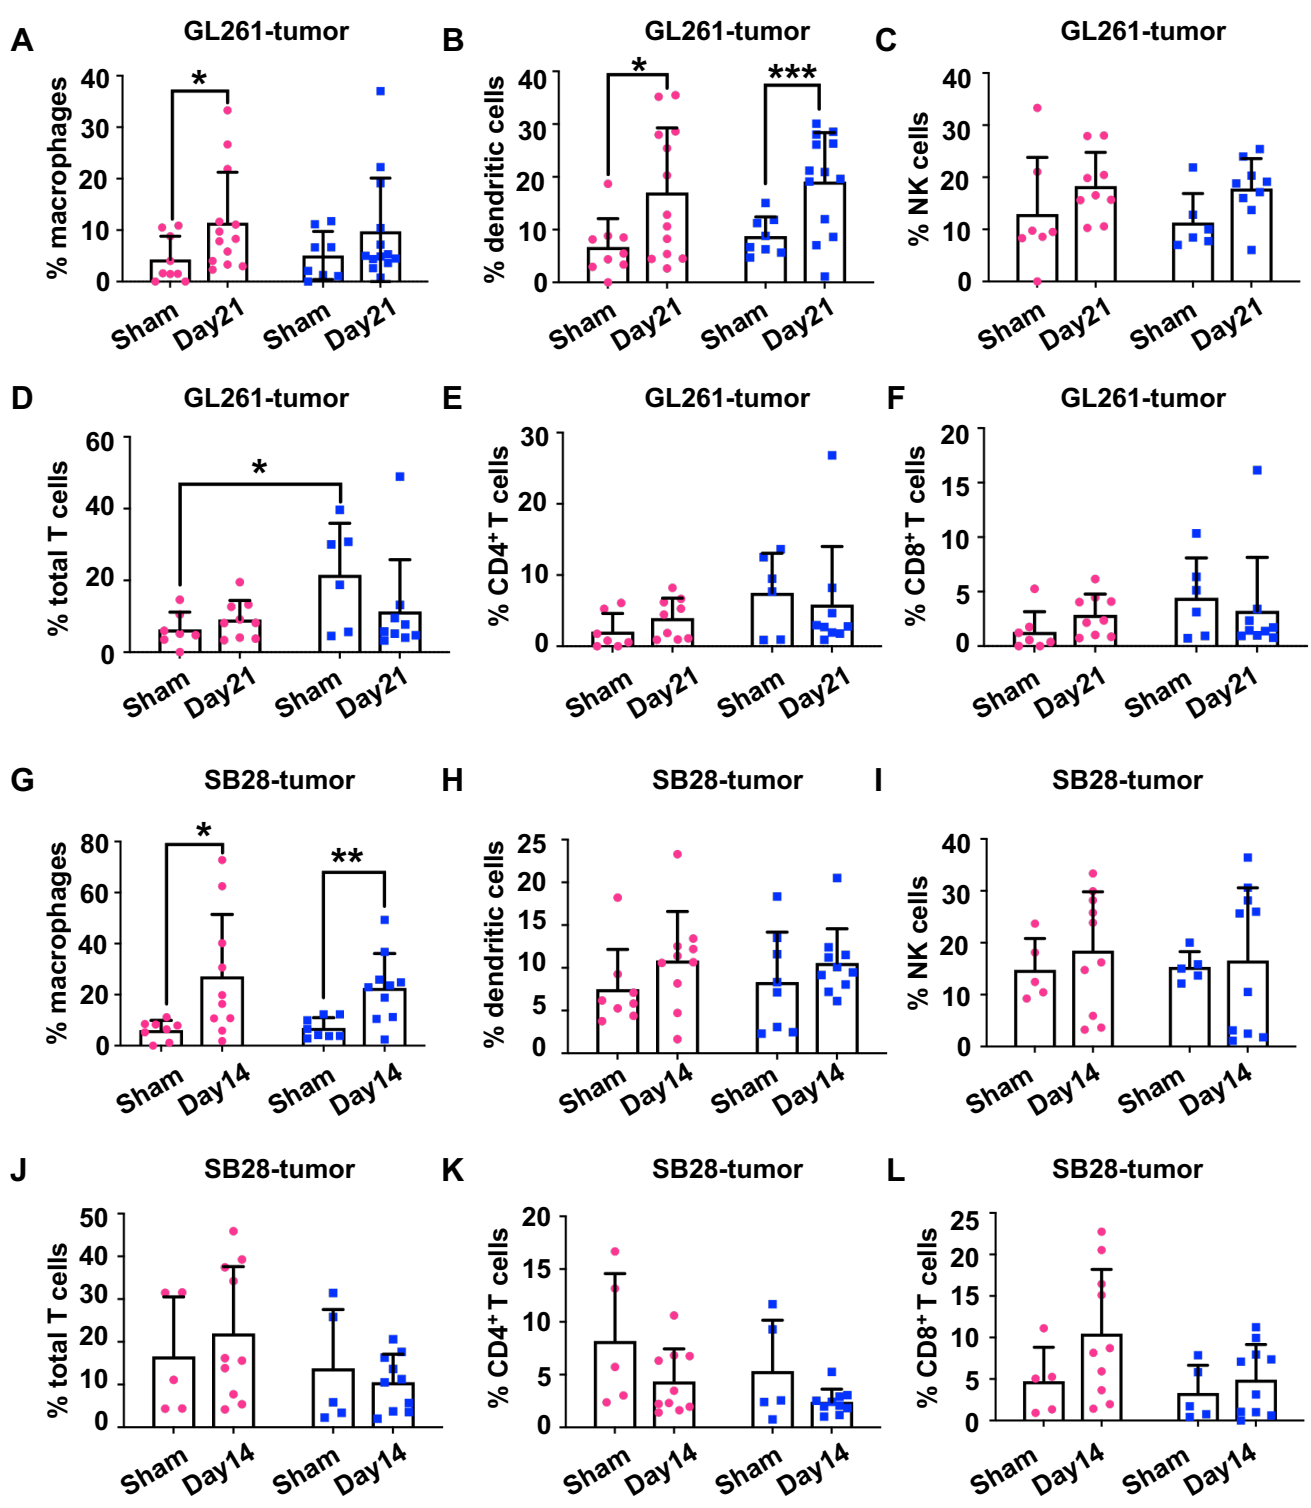 A GL261-tumor
% macrophages
40
30
20
10
0
*
Sham Day21 Sham Day21
B GL261-tumor
% dendritic cells
40
30
20
10
0
* ***
Sham Day21 Sham Day21
C GL261-tumor
% NK cells
40
30
20
10
0
Sham Day21 Sham Day21
D GL261-tumor
% total T cells
60
40
20
0
*
Sham Day21 Sham Day21
E GL261-tumor
% CD4⁺ T cells
30
20
10
0
Sham Day21 Sham Day21
F GL261-tumor
% CD8⁺ T cells
20
15
10
5
0
Sham Day21 Sham Day21
G SB28-tumor
% macrophages
80
60
40
20
0
* **
Sham Day14 Sham Day14
H SB28-tumor
% dendritic cells
25
20
15
10
5
0
Sham Day14 Sham Day14
I SB28-tumor
% NK cells
40
30
20
10
0
Sham Day14 Sham Day14
J SB28-tumor
% total T cells
50
40
30
20
10
0
Sham Day14 Sham Day14
K SB28-tumor
% CD4⁺ T cells
20
15
10
5
0
Sham Day14 Sham Day14
L SB28-tumor
% CD8⁺ T cells
25
20
15
10
5
0
Sham Day14 Sham Day14